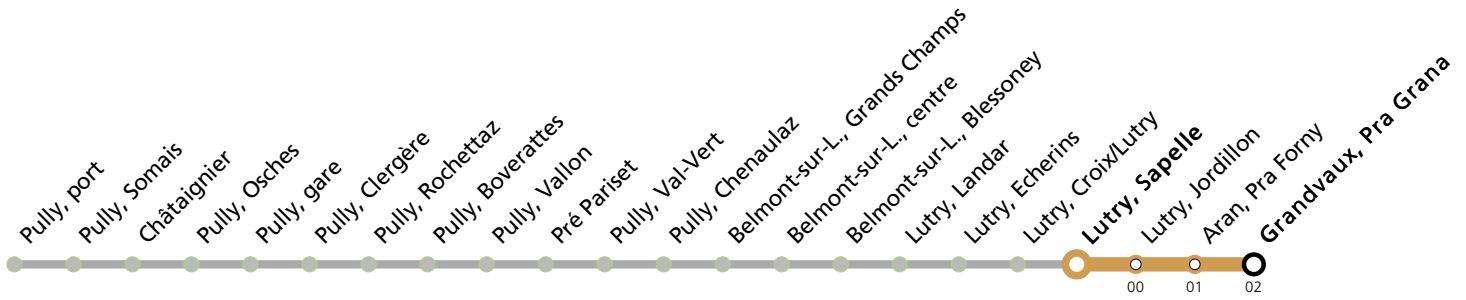 Pully, port
Pully, Somais
Châtaignier
Pully, Osches
Pully, gare
Pully, Clergère
Pully, Rochettaz
Pully, Boverattes
Pully, Vallon
Pré Pariset
Pully, Val-Vert
Pully, Chenaulaz
Belmont-sur-L., Grands Champs
Belmont-sur-L., centre
Belmont-sur-L., Blessoney
Lutry, Landar
Lutry, Echerins
Lutry, Croix/Lutry
Lutry, Sapelle
Lutry, Jordillon
Aran, Pra Forny
Grandvaux, Pra Grana
00 01 02